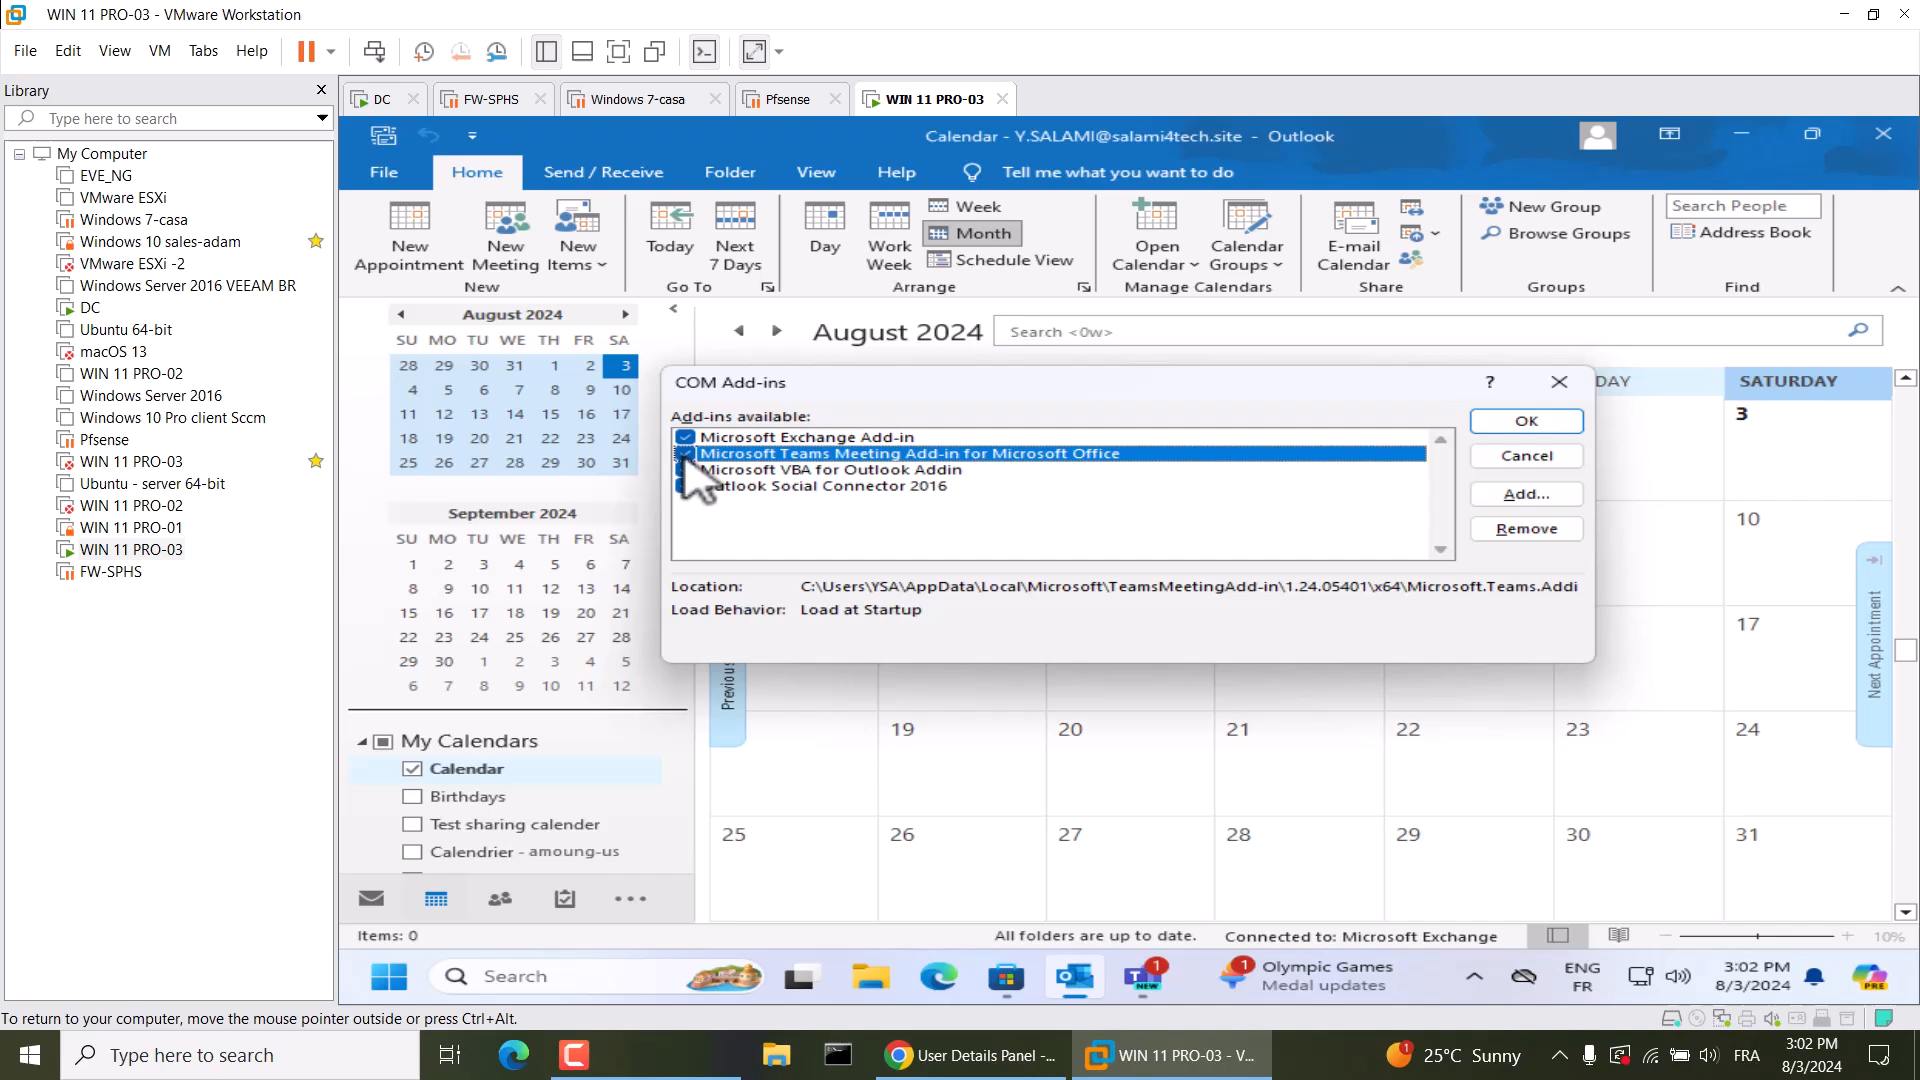 WIN 11 PRO-03 - VMware Workstation
File Edit View VM Tabs Help
Library
Type here to search
My Computer
EVE_NG
VMware ESXi
Windows 7-casa
Windows 10 sales-adam
VMware ESXi -2
Windows Server 2016 VEEAM BR
DC
Ubuntu 64-bit
macOS 13
WIN 11 PRO-02
Windows Server 2016
Windows 10 Pro client Sccm
Pfsense
WIN 11 PRO-03
Ubuntu - server 64-bit
WIN 11 PRO-02
WIN 11 PRO-01
WIN 11 PRO-03
FW-SPHS
DC FW-SPHS Windows 7-casa Pfsense WIN 11 PRO-03
Calendar - Y.SALAMI@salami4tech.site - Outlook
File Home Send / Receive Folder View Help Tell me what you want to do
New Appointment
New Meeting
New Items
New
Today
Next 7 Days
Go To
Day
Work Week
Week
Month
Schedule View
Arrange
Open Calendar
Calendar Groups
Manage Calendars
E-mail Calendar
Share
New Group
Browse Groups
Groups
Search People
Address Book
Find
August 2024
SU MO TU WE TH FR SA
28 29 30 31 1 2 3
4 5 6 7 8 9 10
11 12 13 14 15 16 17
18 19 20 21 22 23 24
25 26 27 28 29 30 31
September 2024
SU MO TU WE TH FR SA
1 2 3 4 5 6 7
8 9 10 11 12 13 14
15 16 17 18 19 20 21
22 23 24 25 26 27 28
29 30 1 2 3 4 5
6 7 8 9 10 11 12
My Calendars
Calendar
Birthdays
Test sharing calender
Calendrier - amoung-us
August 2024
Search <0w>
DAY SATURDAY
3
10
17
19 20 21 22 23 24
25 26 27 28 29 30 31
Previous
Next Appointment
COM Add-ins
?
Add-ins available:
Microsoft Exchange Add-in
Microsoft Teams Meeting Add-in for Microsoft Office
Microsoft VBA for Outlook Addin
Outlook Social Connector 2016
OK
Cancel
Add...
Remove
Location: C:\Users\YSA\AppData\Local\Microsoft\TeamsMeetingAdd-in\1.24.05401\x64\Microsoft.Teams.Addi
Load Behavior: Load at Startup
Items: 0
All folders are up to date. Connected to: Microsoft Exchange 10%
Search
1
NEW
1
Olympic Games
Medal updates
ENG
FR
3:02 PM
8/3/2024
PRE
To return to your computer, move the mouse pointer outside or press Ctrl+Alt.
Type here to search
User Details Panel -...
WIN 11 PRO-03 - V...
1
25°C Sunny
FRA
3:02 PM
8/3/2024